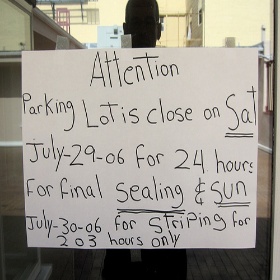 Attention
Parking Lot is close on Sat
July-29-06 for 24 hours
For final Sealing & Sun
July-30-06 for Striping for
2 03 hours only